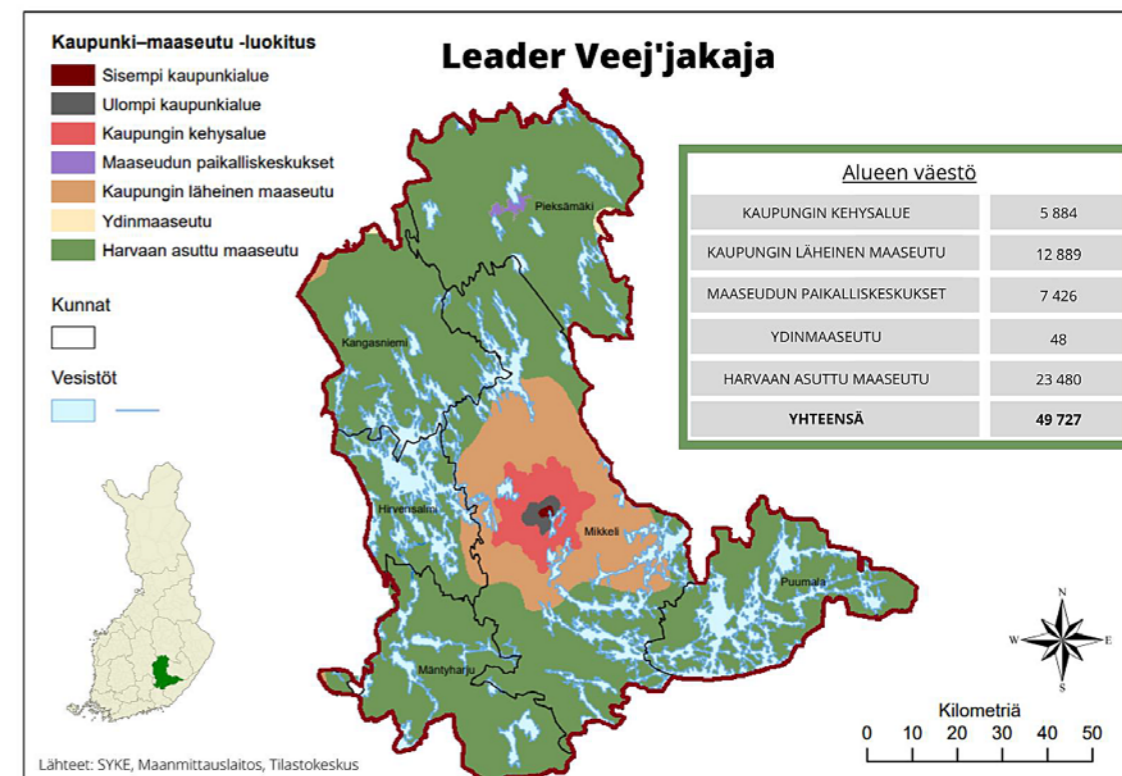 Leader Veej'jakaja
Kaupunki–maaseutu -luokitus
Sisempi kaupunkialue
Ulompi kaupunkialue
Kaupungin kehysalue
Maaseudun paikalliskeskukset
Kaupungin läheinen maaseutu
Ydinmaaseutu
Harvaan asuttu maaseutu
Kunnat
Vesistöt
Pieksämäki
Kangasniemi
Hirvensalmi
Mikkeli
Puumala
Mäntyharju
Alueen väestö
KAUPUNGIN KEHYSALUE 5 884
KAUPUNGIN LÄHEINEN MAASEUTU 12 889
MAASEUDUN PAIKALLISKESKUKSET 7 426
YDINMAASEUTU 48
HARVAAN ASUTTU MAASEUTU 23 480
YHTEENSÄ 49 727
N
W E
S
Kilometriä
0 10 20 30 40 50
Lähteet: SYKE, Maanmittauslaitos, Tilastokeskus